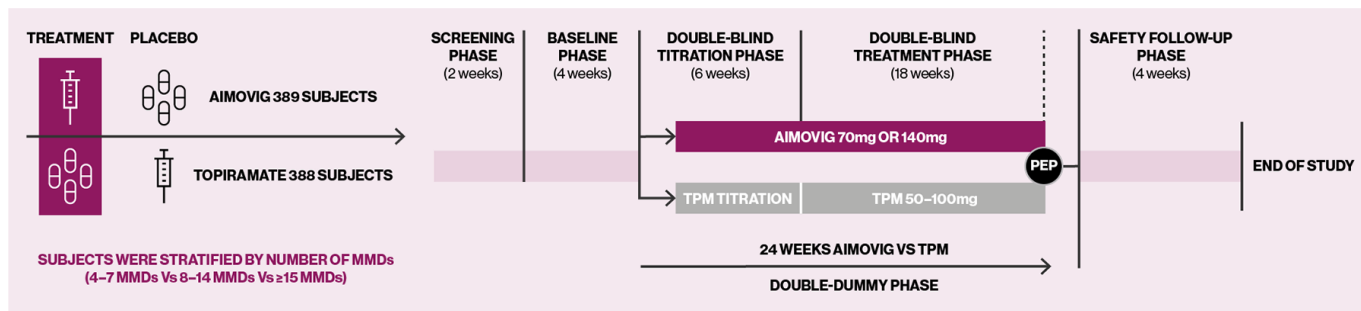 TREATMENT
PLACEBO
AIMOVIG 389 SUBJECTS
TOPIRAMATE 388 SUBJECTS
SUBJECTS WERE STRATIFIED BY NUMBER OF MMDs
(4–7 MMDs Vs 8–14 MMDs Vs ≥15 MMDs)
SCREENING
PHASE
(2 weeks)
BASELINE
PHASE
(4 weeks)
DOUBLE-BLIND
TITRATION PHASE
(6 weeks)
DOUBLE-BLIND
TREATMENT PHASE
(18 weeks)
SAFETY FOLLOW-UP
PHASE
(4 weeks)
AIMOVIG 70mg OR 140mg
PEP
TPM TITRATION
TPM 50–100mg
END OF STUDY
24 WEEKS AIMOVIG VS TPM
DOUBLE-DUMMY PHASE